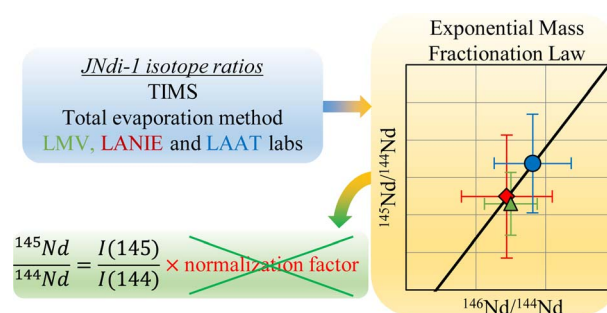 JNdi-1 isotope ratios
TIMS
Total evaporation method
LMV, LANIE and LAAT labs
Exponential Mass
Fractionation Law
145Nd/144Nd
146Nd/144Nd
145Nd/144Nd = I(145)/I(144) × normalization factor